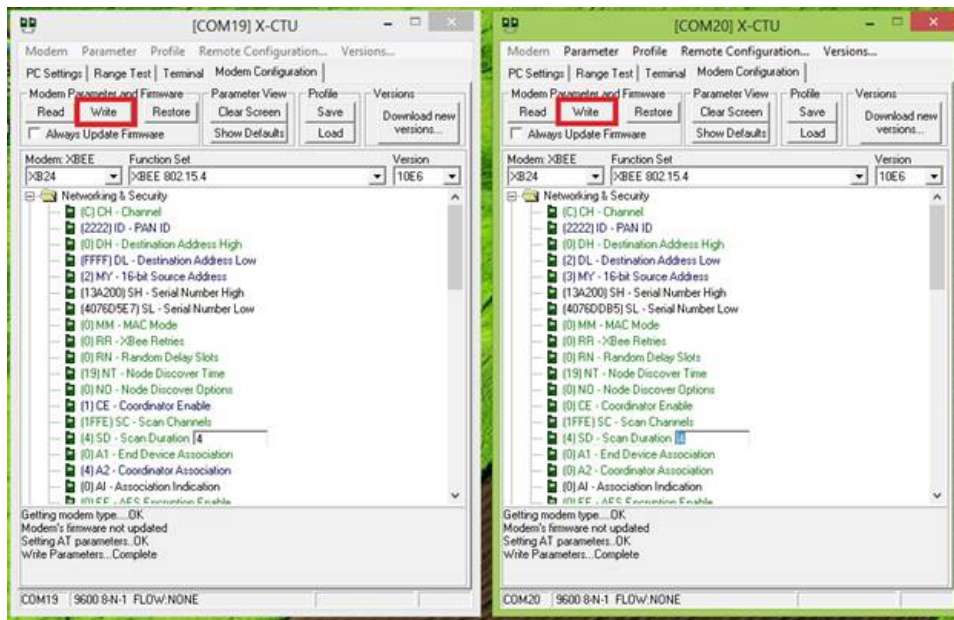 [COM19] X-CTU
Modem Parameter Profile Remote Configuration... Versions...
PC Settings Range Test Terminal Modem Configuration
Modem Parameter and Firmware Parameter View Profile Versions
Read Write Restore Clear Screen Save Download new versions...
Always Update Firmware Show Defaults Load
Modem: XBEE Function Set Version
XB24 XBEE 802.15.4 10E6
Networking & Security
(C) CH - Channel
(2222) ID - PAN ID
(0) DH - Destination Address High
(FFFF) DL - Destination Address Low
(2) MY - 16-bit Source Address
(13A200) SH - Serial Number High
(4076D5E7) SL - Serial Number Low
(0) MM - MAC Mode
(0) RR - XBee Retries
(0) RN - Random Delay Slots
(19) NT - Node Discover Time
(0) NO - Node Discover Options
(1) CE - Coordinator Enable
(1FFE) SC - Scan Channels
(4) SD - Scan Duration 4
(0) A1 - End Device Association
(4) A2 - Coordinator Association
(0) AI - Association Indication
(0) EE - AES Encryption Enable
Getting modem type....OK
Modem's firmware not updated
Setting AT parameters..OK
Write Parameters...Complete
COM19 9600 8-N-1 FLOW:NONE
[COM20] X-CTU
Modem Parameter Profile Remote Configuration... Versions...
PC Settings Range Test Terminal Modem Configuration
Modem Parameter and Firmware Parameter View Profile Versions
Read Write Restore Clear Screen Save Download new versions...
Always Update Firmware Show Defaults Load
Modem: XBEE Function Set Version
XB24 XBEE 802.15.4 10E6
Networking & Security
(C) CH - Channel
(2222) ID - PAN ID
(0) DH - Destination Address High
(2) DL - Destination Address Low
(3) MY - 16-bit Source Address
(13A200) SH - Serial Number High
(4076DDB5) SL - Serial Number Low
(0) MM - MAC Mode
(0) RR - XBee Retries
(0) RN - Random Delay Slots
(19) NT - Node Discover Time
(0) NO - Node Discover Options
(0) CE - Coordinator Enable
(1FFE) SC - Scan Channels
(4) SD - Scan Duration 4
(0) A1 - End Device Association
(0) A2 - Coordinator Association
(0) AI - Association Indication
(0) EE - AES Encryption Enable
Getting modem type....OK
Modem's firmware not updated
Setting AT parameters..OK
Write Parameters...Complete
COM20 9600 8-N-1 FLOW:NONE